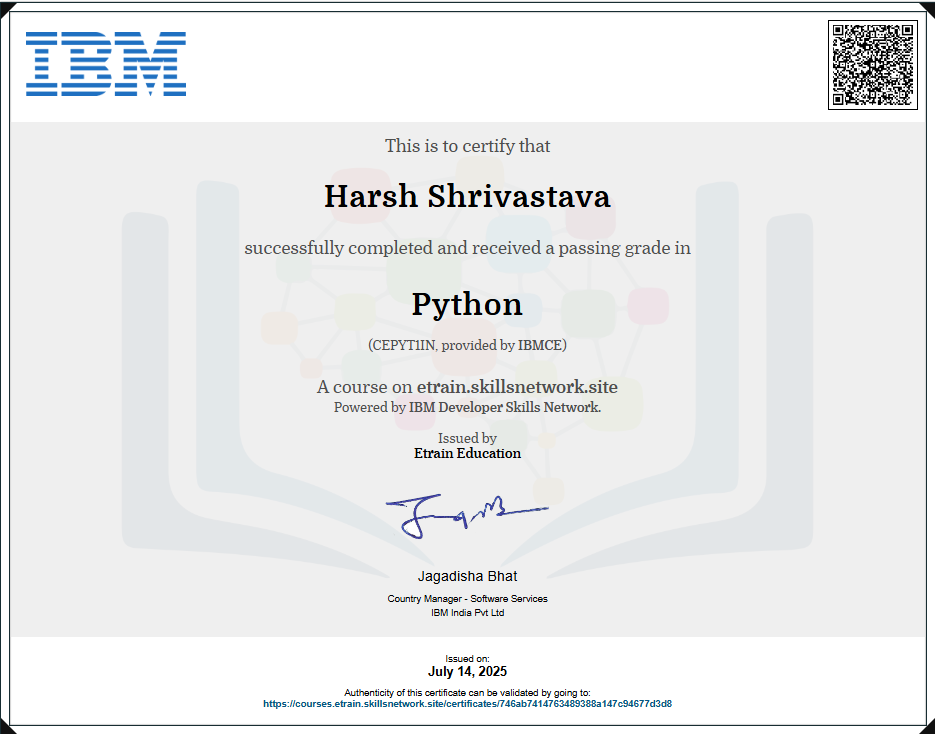 IBM
This is to certify that
Harsh Shrivastava
successfully completed and received a passing grade in
Python
(CEPYT1IN, provided by IBMCE)
A course on etrain.skillsnetwork.site
Powered by IBM Developer Skills Network.
Issued by
Etrain Education
Jagadisha Bhat
Country Manager - Software Services
IBM India Pvt Ltd
Issued on:
July 14, 2025
Authenticity of this certificate can be validated by going to:
https://courses.etrain.skillsnetwork.site/certificates/746ab7414763489388a147c94677d3d8